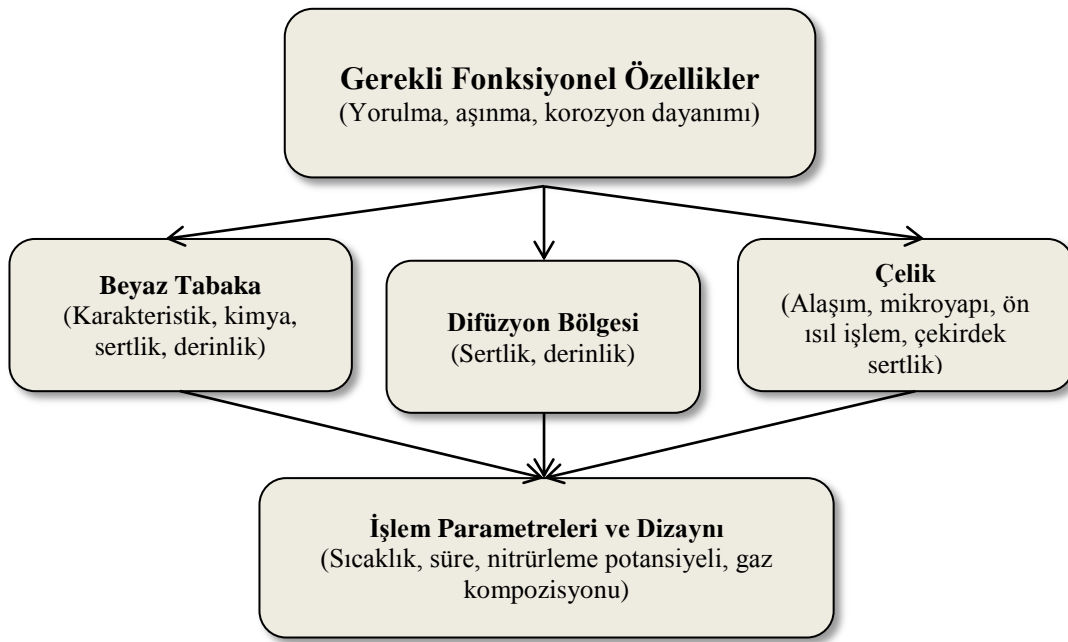 Gerekli Fonksiyonel Özellikler
(Yorulma, aşınma, korozyon dayanımı)
Beyaz Tabaka
(Karakteristik, kimya,
sertlik, derinlik)
Difüzyon Bölgesi
(Sertlik, derinlik)
Çelik
(Alaşım, mikroyapı, ön
ısıl işlem, çekirdek
sertlik)
İşlem Parametreleri ve Dizaynı
(Sıcaklık, süre, nitrürleme potansiyeli, gaz
kompozisyonu)